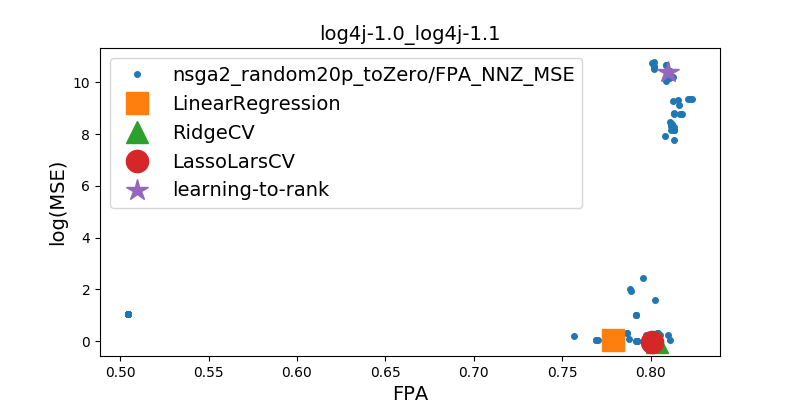 log4j-1.0_log4j-1.1
nsga2_random20p_toZero/FPA_NNZ_MSE
LinearRegression
RidgeCV
LassoLarsCV
learning-to-rank
log(MSE)
10
8
6
4
2
0
0.50 0.55 0.60 0.65 0.70 0.75 0.80
FPA